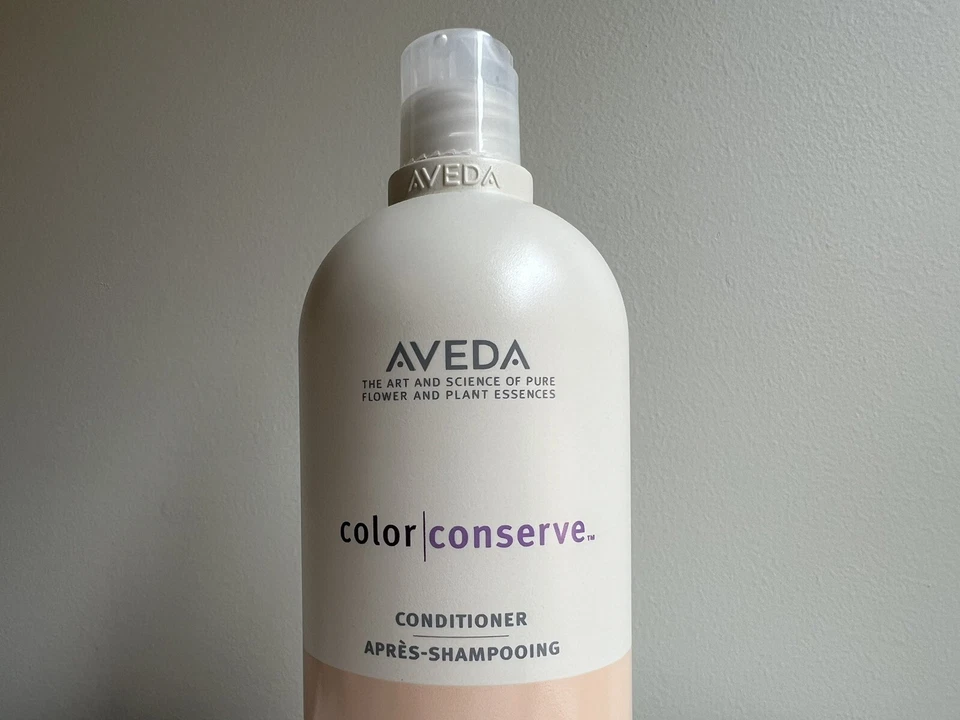 AVEDA
AVEDA
THE ART AND SCIENCE OF PURE
FLOWER AND PLANT ESSENCES
color|conserve™
CONDITIONER
APRÈS-SHAMPOOING